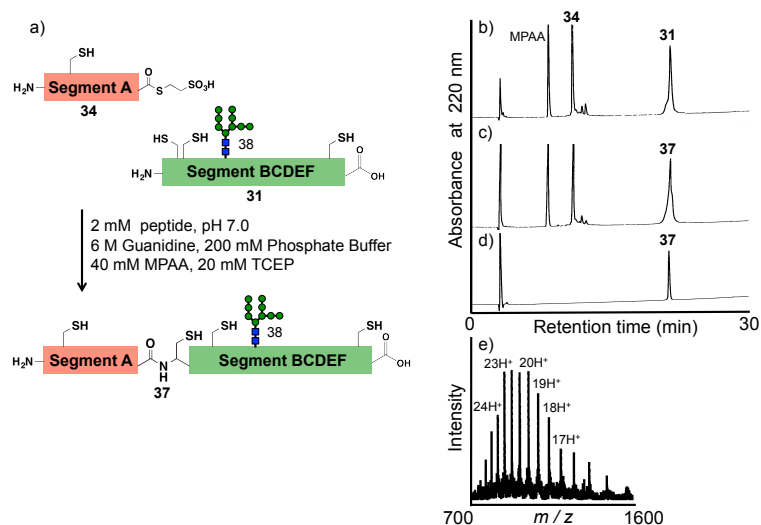 a)
SH
H₂N
Segment A
O
S
SO₃H
34
HS
SH
38
SH
H₂N
Segment BCDEF
O
OH
31
2 mM peptide, pH 7.0
6 M Guanidine, 200 mM Phosphate Buffer
40 mM MPAA, 20 mM TCEP
SH
SH
SH
38
SH
H₂N
Segment A
O
N
H
Segment BCDEF
O
OH
37
b)
MPAA
34
31
c)
37
d)
37
Absorbance at 220 nm
0
30
Retention time (min)
e)
23H⁺
20H⁺
19H⁺
24H⁺
18H⁺
17H⁺
Intensity
700
m / z
1600